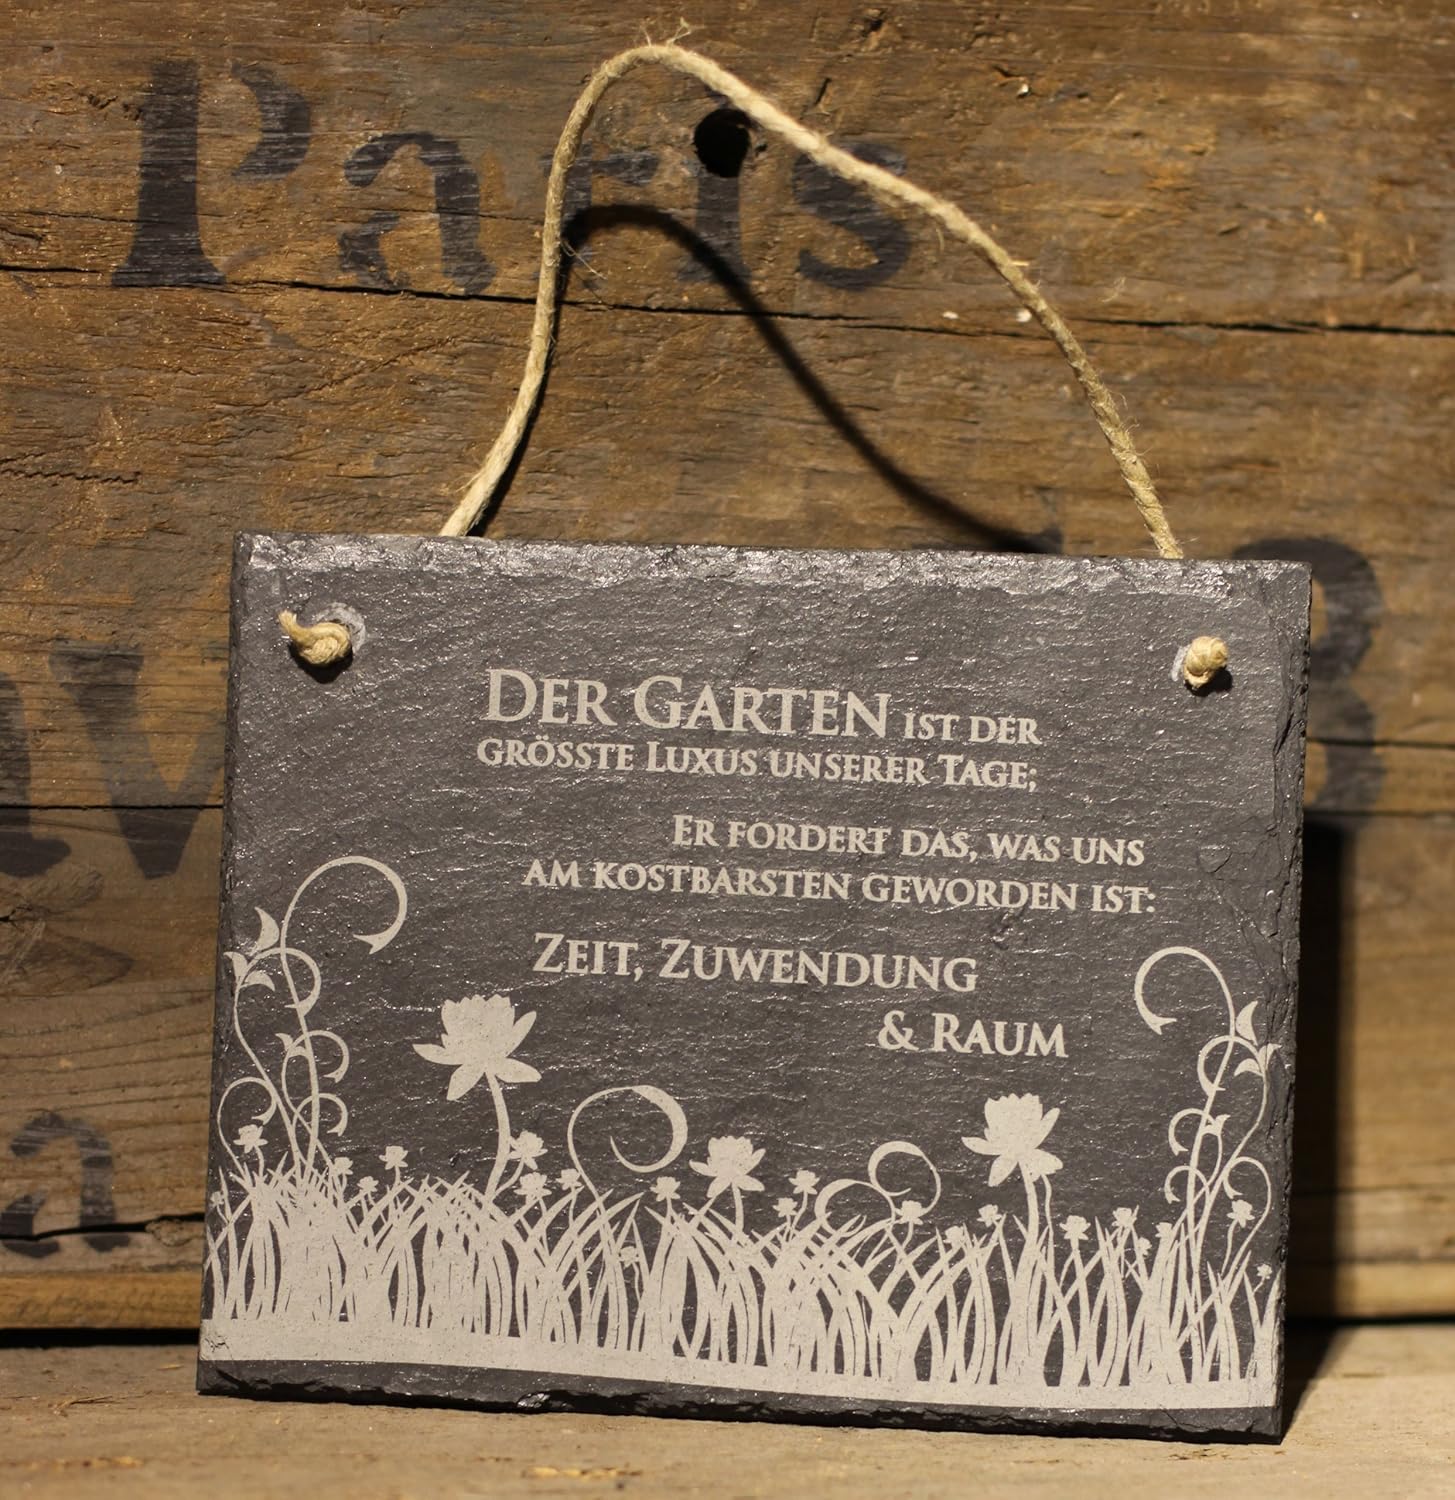 Paris
DER GARTEN IST DER
GRÖSSTE LUXUS UNSERER TAGE;
ER FORDERT DAS, WAS UNS
AM KOSTBARSTEN GEWORDEN IST:
ZEIT, ZUWENDUNG
& RAUM